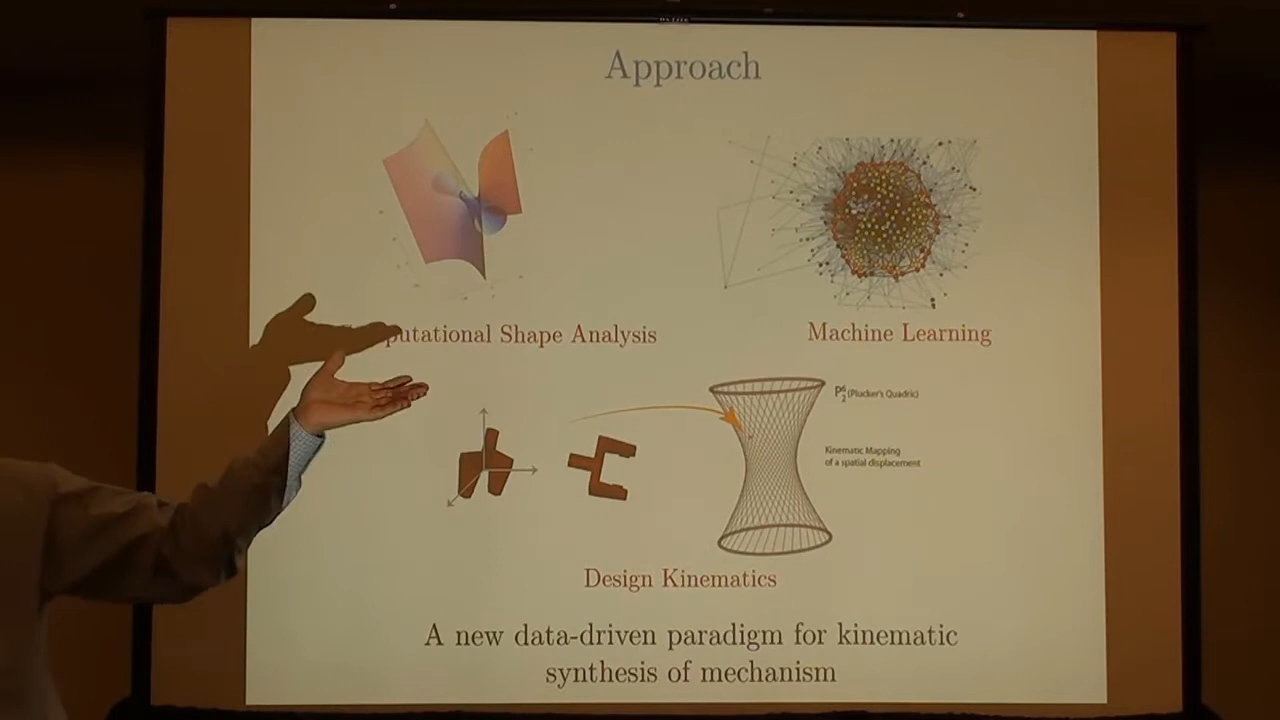 Approach
putational Shape Analysis
Machine Learning
P⁶₂ (Plucker's Quadric)
Kinematic Mapping
of a spatial displacement
Design Kinematics
A new data-driven paradigm for kinematic
synthesis of mechanism